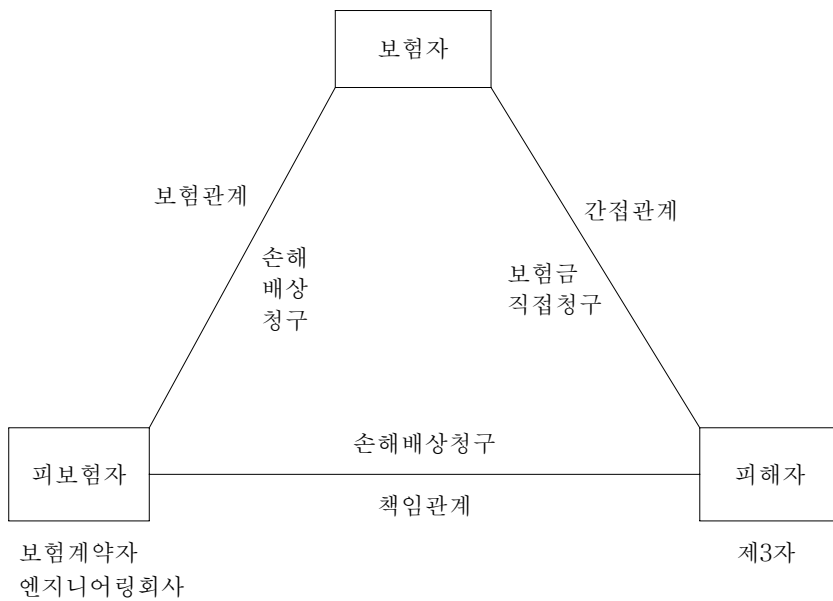 보험자
보험관계
간접관계
손해
배상
청구
보험금
직접청구
손해배상청구
피보험자
피해자
책임관계
보험계약자
엔지니어링회사
제3자